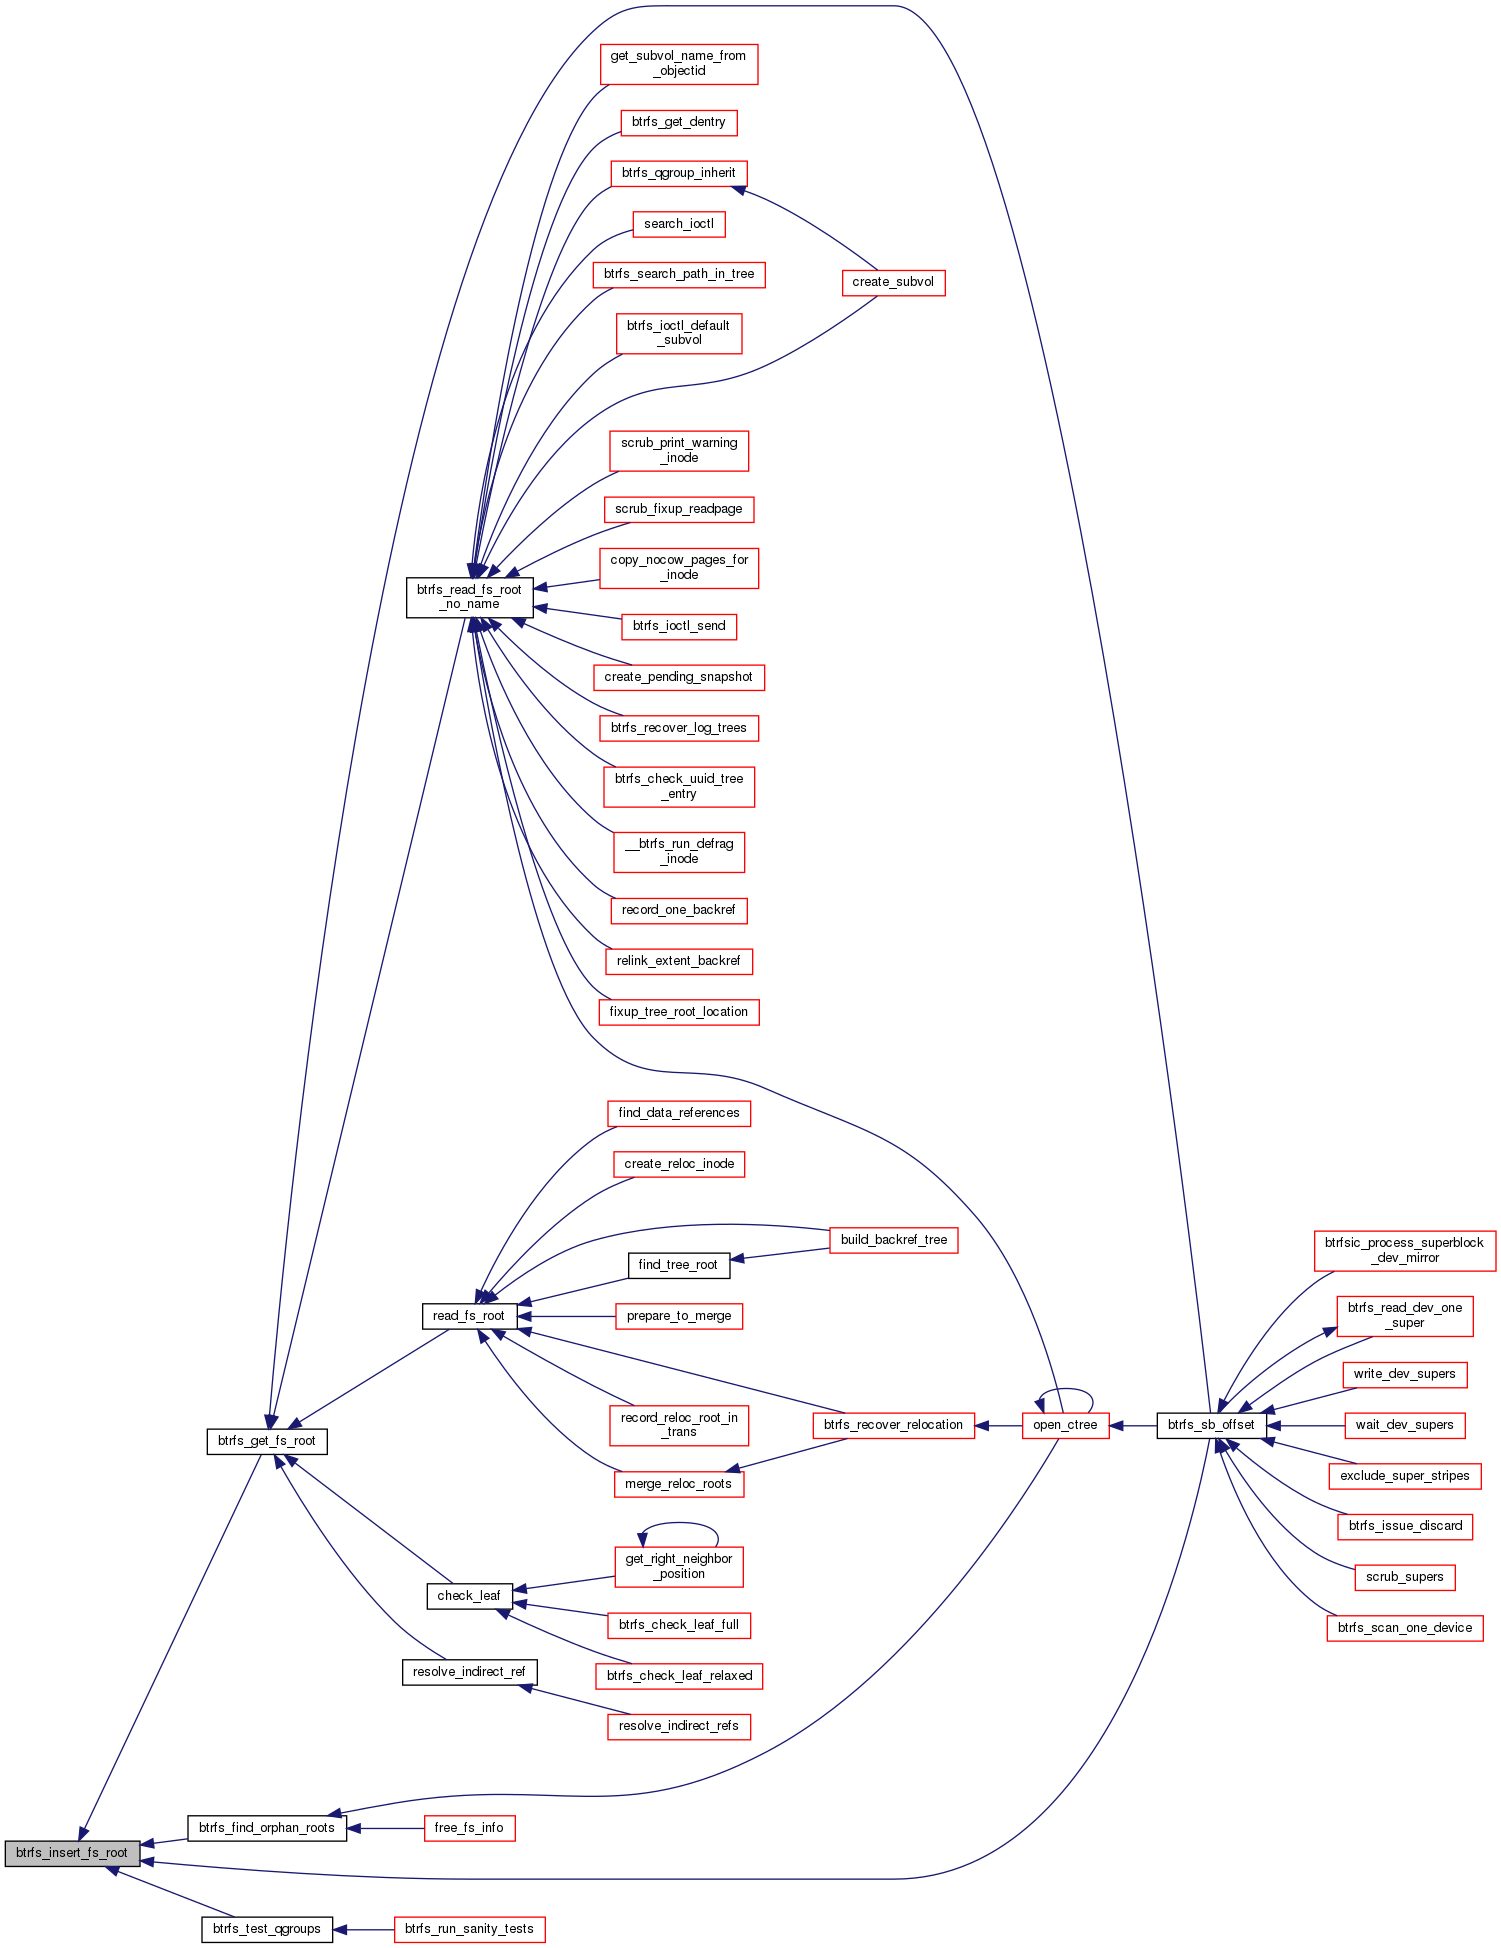 get_subvol_name_from
_objectid
btrfs_get_dentry
btrfs_qgroup_inherit
search_ioctl
btrfs_search_path_in_tree
create_subvol
btrfs_ioctl_default
_subvol
scrub_print_warning
_inode
scrub_fixup_readpage
copy_nocow_pages_for
_inode
btrfs_read_fs_root
_no_name
btrfs_ioctl_send
create_pending_snapshot
btrfs_recover_log_trees
btrfs_check_uuid_tree
_entry
__btrfs_run_defrag
_inode
record_one_backref
relink_extent_backref
fixup_tree_root_location
find_data_references
create_reloc_inode
build_backref_tree
find_tree_root
read_fs_root
prepare_to_merge
btrfsic_process_superblock
_dev_mirror
btrfs_read_dev_one
_super
write_dev_supers
record_reloc_root_in
_trans
btrfs_recover_relocation
open_ctree
btrfs_sb_offset
wait_dev_supers
btrfs_get_fs_root
merge_reloc_roots
exclude_super_stripes
btrfs_issue_discard
get_right_neighbor
_position
scrub_supers
check_leaf
btrfs_check_leaf_full
btrfs_scan_one_device
resolve_indirect_ref
btrfs_check_leaf_relaxed
resolve_indirect_refs
btrfs_find_orphan_roots
free_fs_info
btrfs_insert_fs_root
btrfs_test_qgroups
btrfs_run_sanity_tests